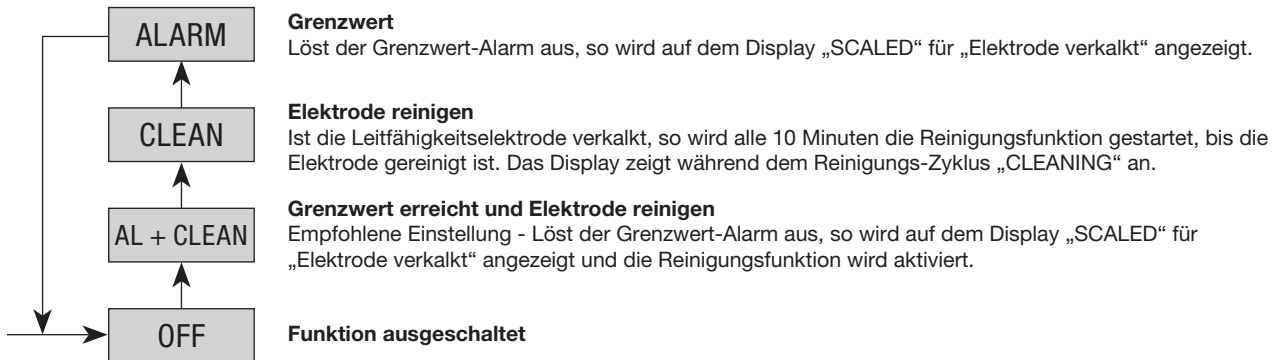 ALARM
Grenzwert
Löst der Grenzwert-Alarm aus, so wird auf dem Display „SCALED“ für „Elektrode verkalkt“ angezeigt.
CLEAN
Elektrode reinigen
Ist die Leitfähigkeitselektrode verkalkt, so wird alle 10 Minuten die Reinigungsfunktion gestartet, bis die
Elektrode gereinigt ist. Das Display zeigt während dem Reinigungs-Zyklus „CLEANING“ an.
AL + CLEAN
Grenzwert erreicht und Elektrode reinigen
Empfohlene Einstellung - Löst der Grenzwert-Alarm aus, so wird auf dem Display „SCALED“ für
„Elektrode verkalkt“ angezeigt und die Reinigungsfunktion wird aktiviert.
OFF
Funktion ausgeschaltet